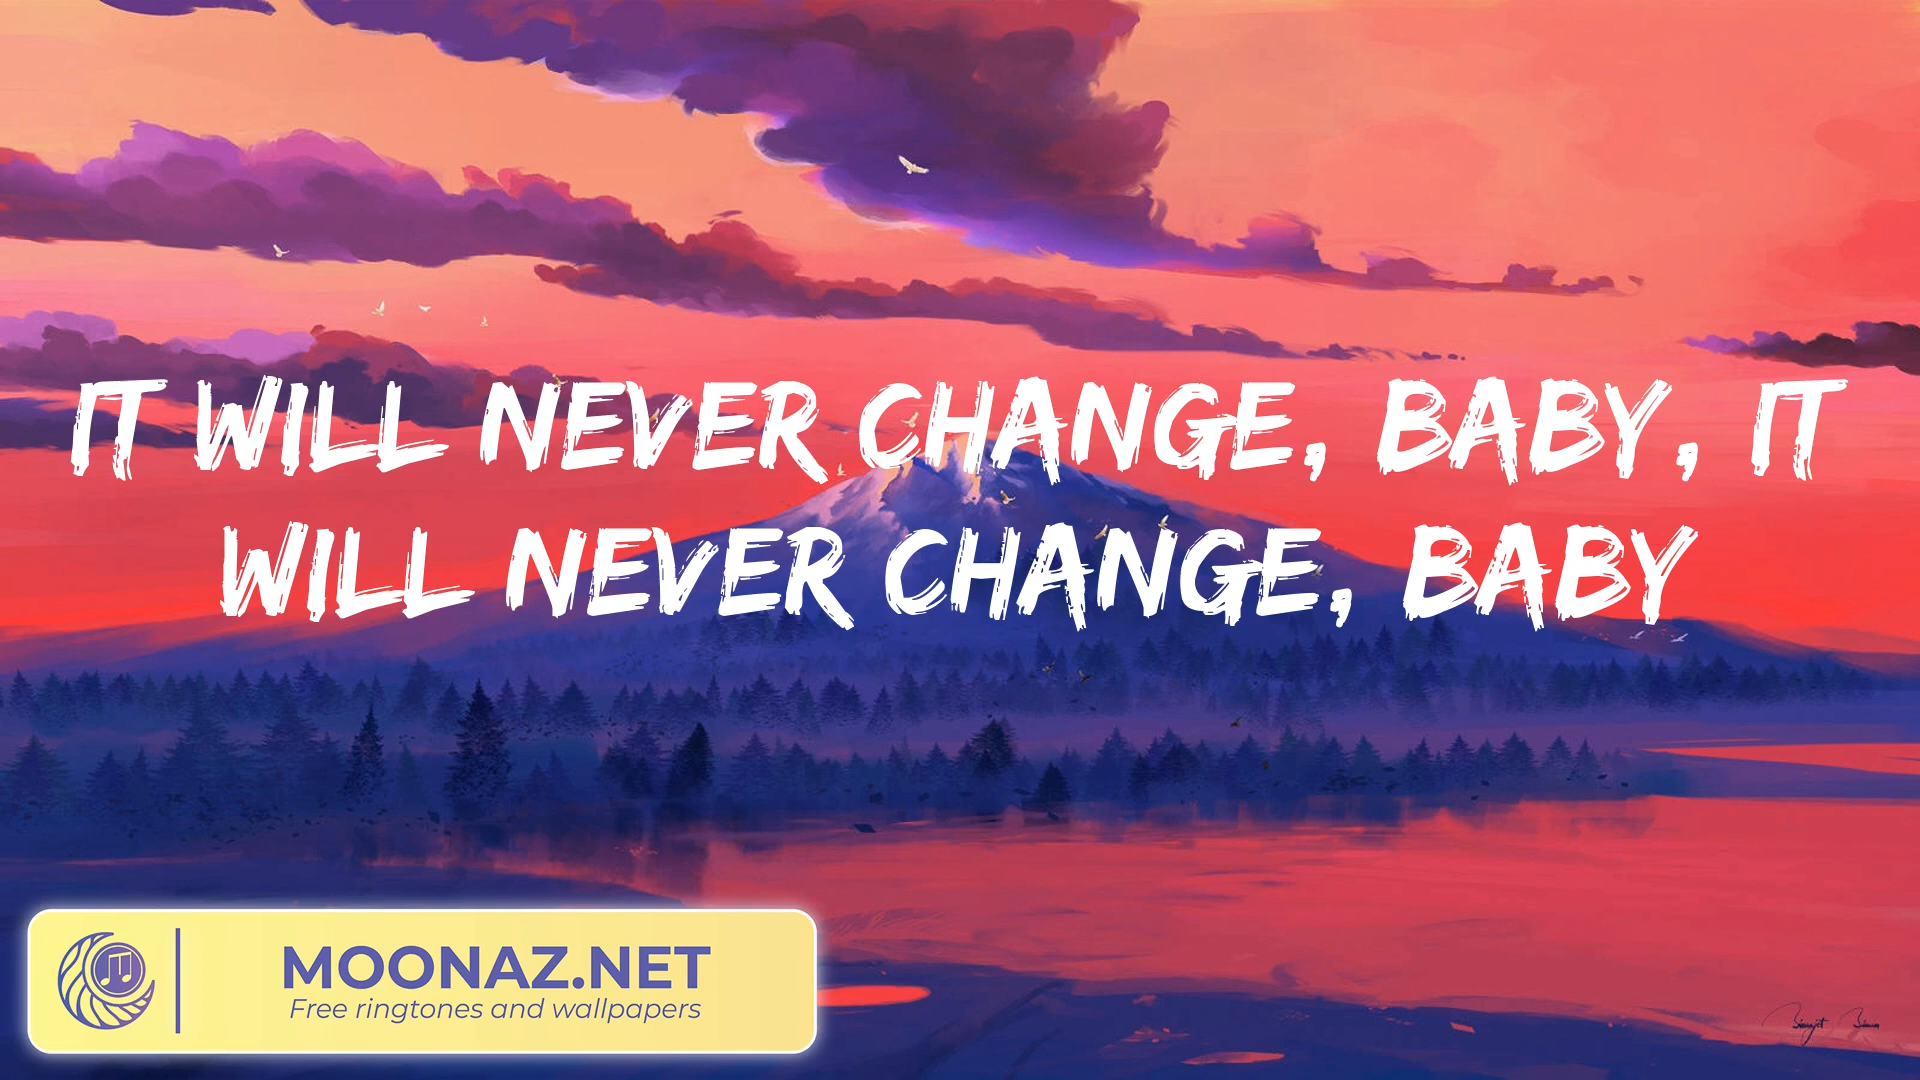 IT WILL NEVER CHANGE, BABY, IT
WILL NEVER CHANGE, BABY
MOONAZ.NET
Free ringtones and wallpapers